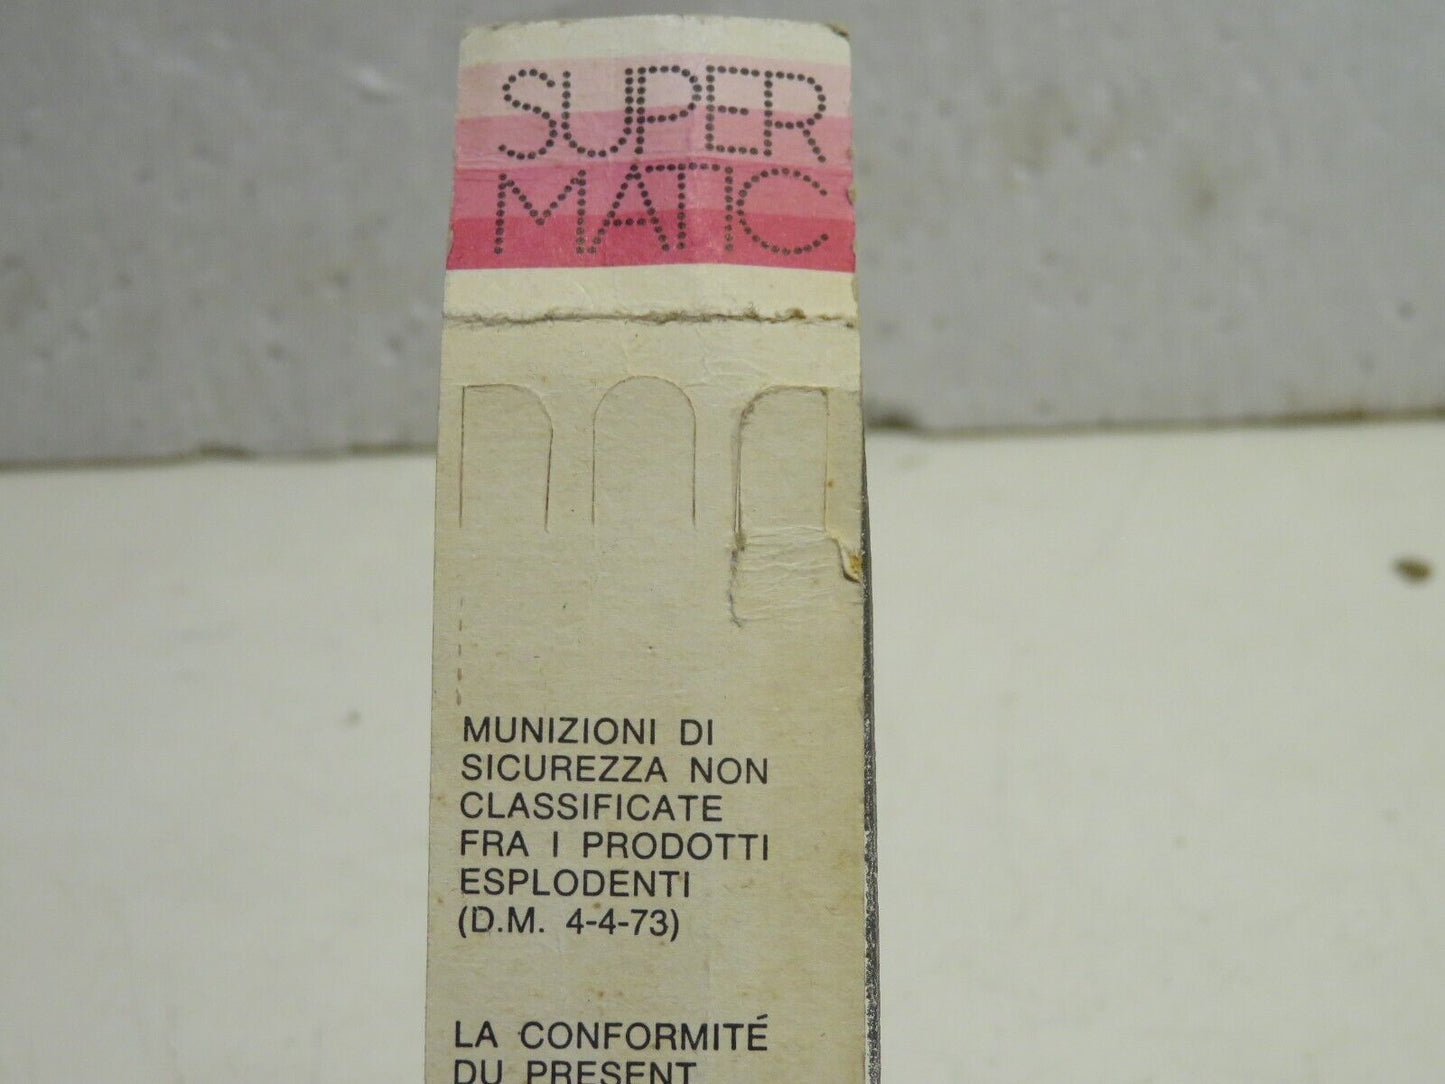 SUPER
MATIC
MUNIZIONI DI
SICUREZZA NON
CLASSIFICATE
FRA I PRODOTTI
ESPLODENTI
(D.M. 4-4-73)
LA CONFORMITÉ
DU PRESENT